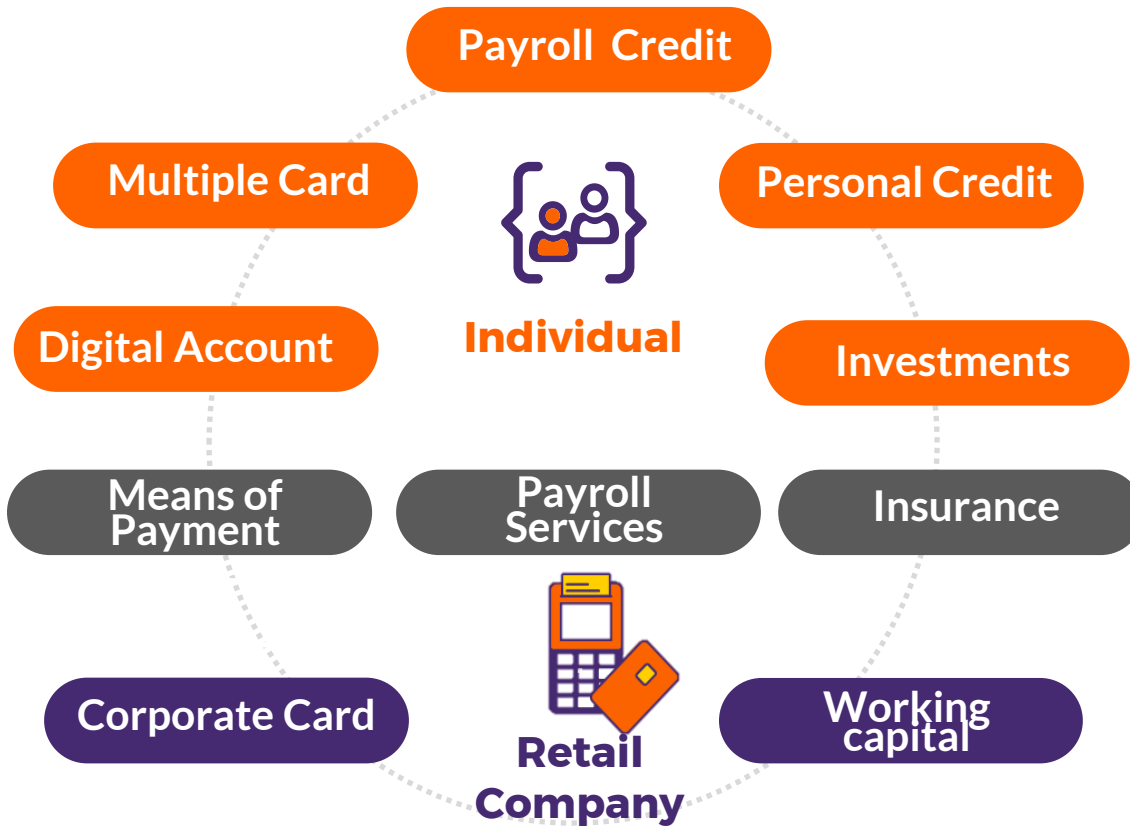 Payroll Credit
Multiple Card
Personal Credit
Individual
Digital Account
Investments
Means of
Payment
Payroll
Services
Insurance
Corporate Card
Working
capital
Retail
Company